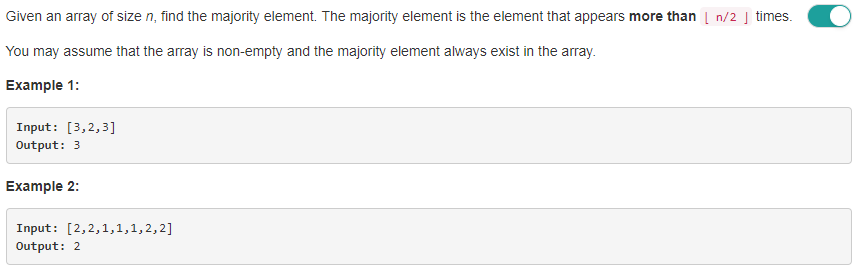 Given an array of size n, find the majority element. The majority element is the element that appears more than ⌊ n/2 ⌋ times.
You may assume that the array is non-empty and the majority element always exist in the array.
Example 1:
Input: [3,2,3]
Output: 3
Example 2:
Input: [2,2,1,1,1,2,2]
Output: 2